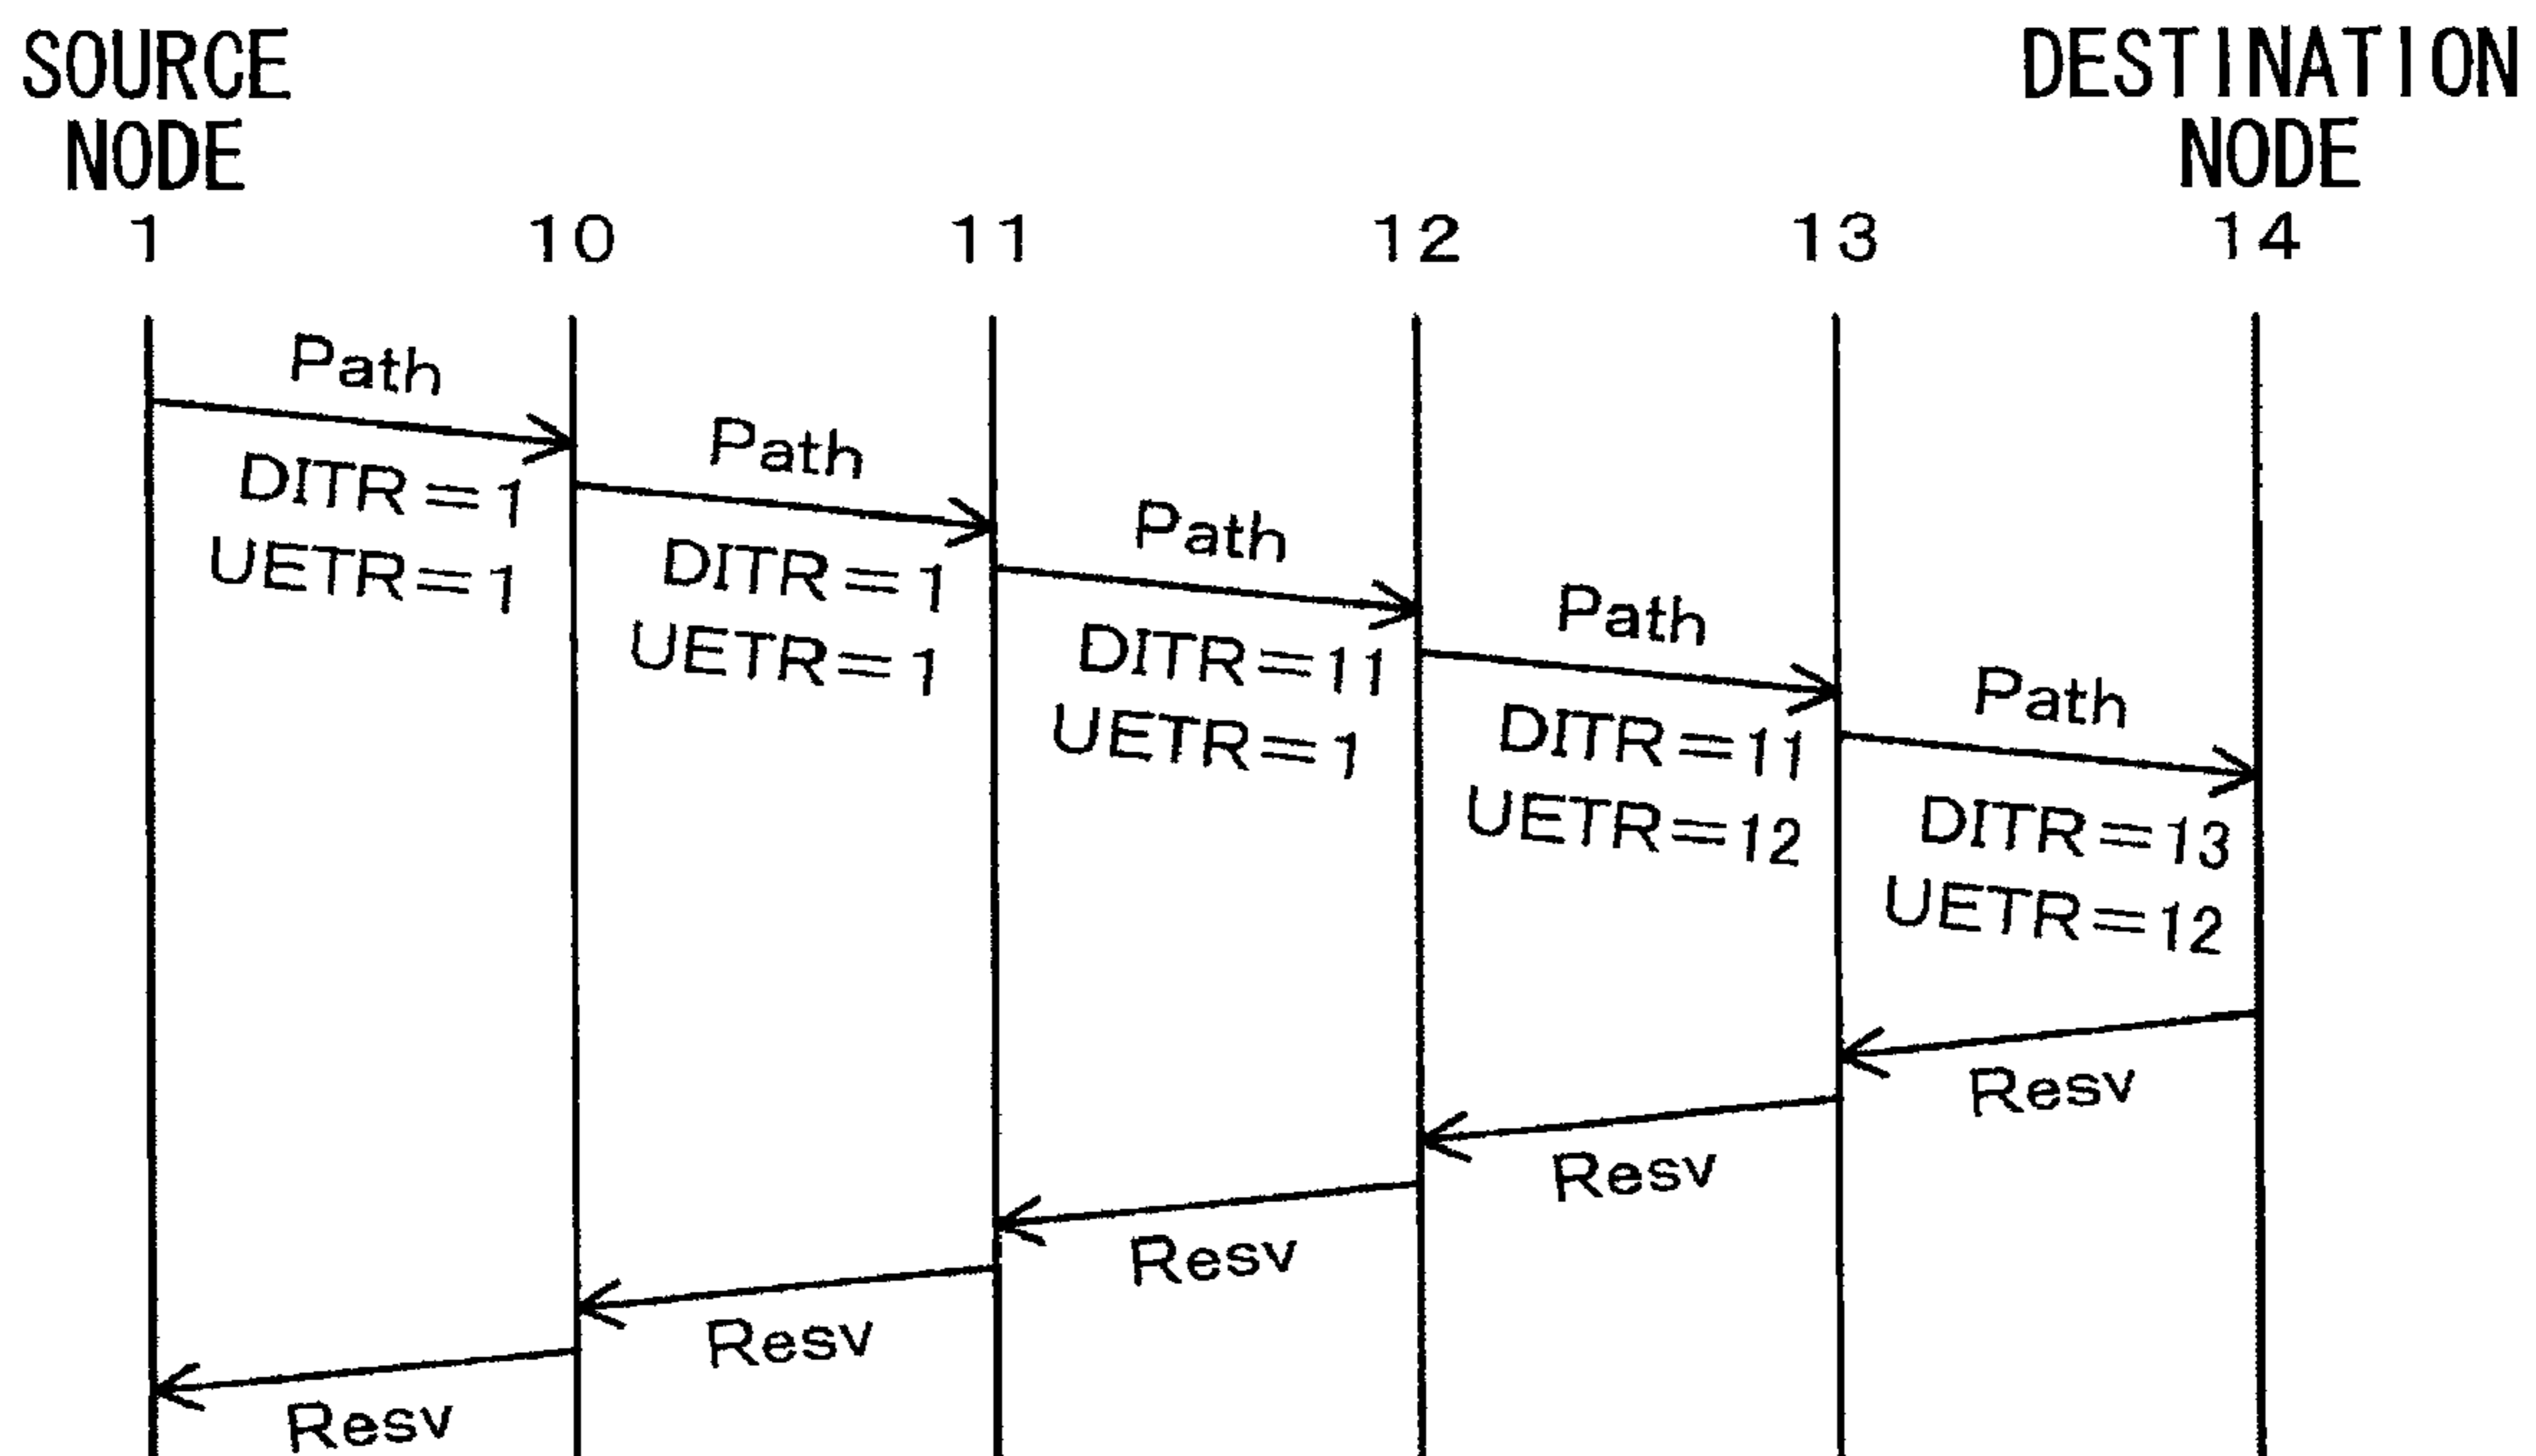 SOURCE
NODE
DESTINATION
NODE
1 10 11 12 13 14
Path
DITR=1
UETR=1
Path
DITR=1
UETR=1
Path
DITR=11
UETR=1
Path
DITR=11
UETR=12
Path
DITR=13
UETR=12
Resv
Resv
Resv
Resv
Resv